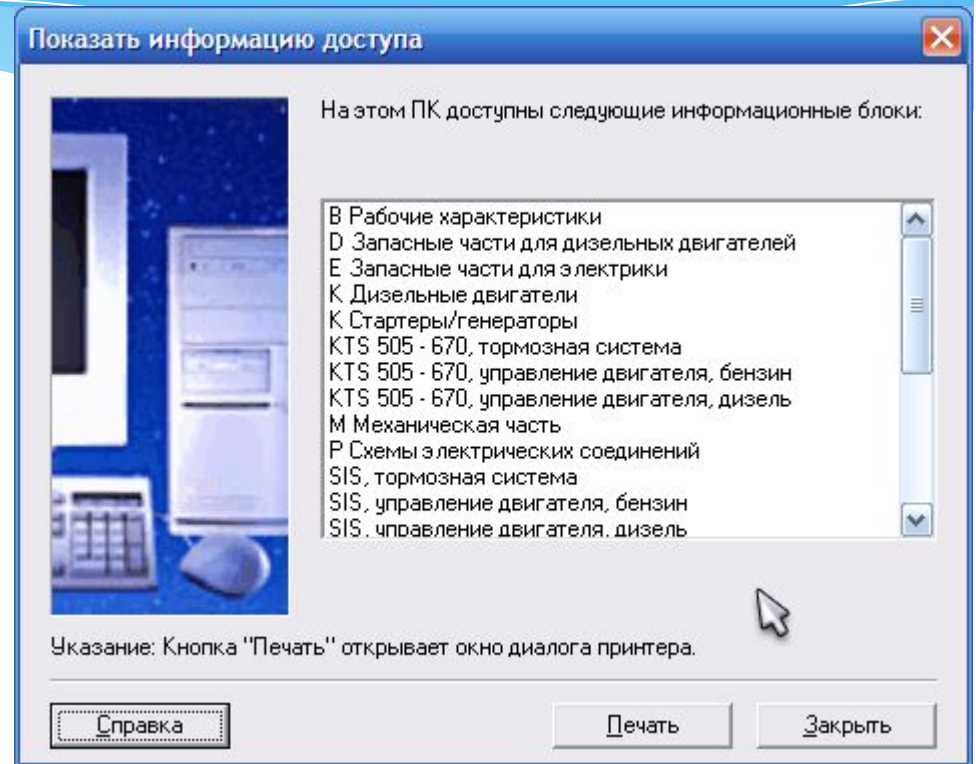 Показать информацию доступа
На этом ПК доступны следующие информационные блоки:
B Рабочие характеристики
D Запасные части для дизельных двигателей
E Запасные части для электрики
K Дизельные двигатели
K Стартеры/генераторы
KTS 505 - 670, тормозная система
KTS 505 - 670, управление двигателя, бензин
KTS 505 - 670, управление двигателя, дизель
M Механическая часть
P Схемы электрических соединений
SIS, тормозная система
SIS, управление двигателя, бензин
SIS, управление двигателя, дизель
Указание: Кнопка "Печать" открывает окно диалога принтера.
Справка
Печать
Закрыть